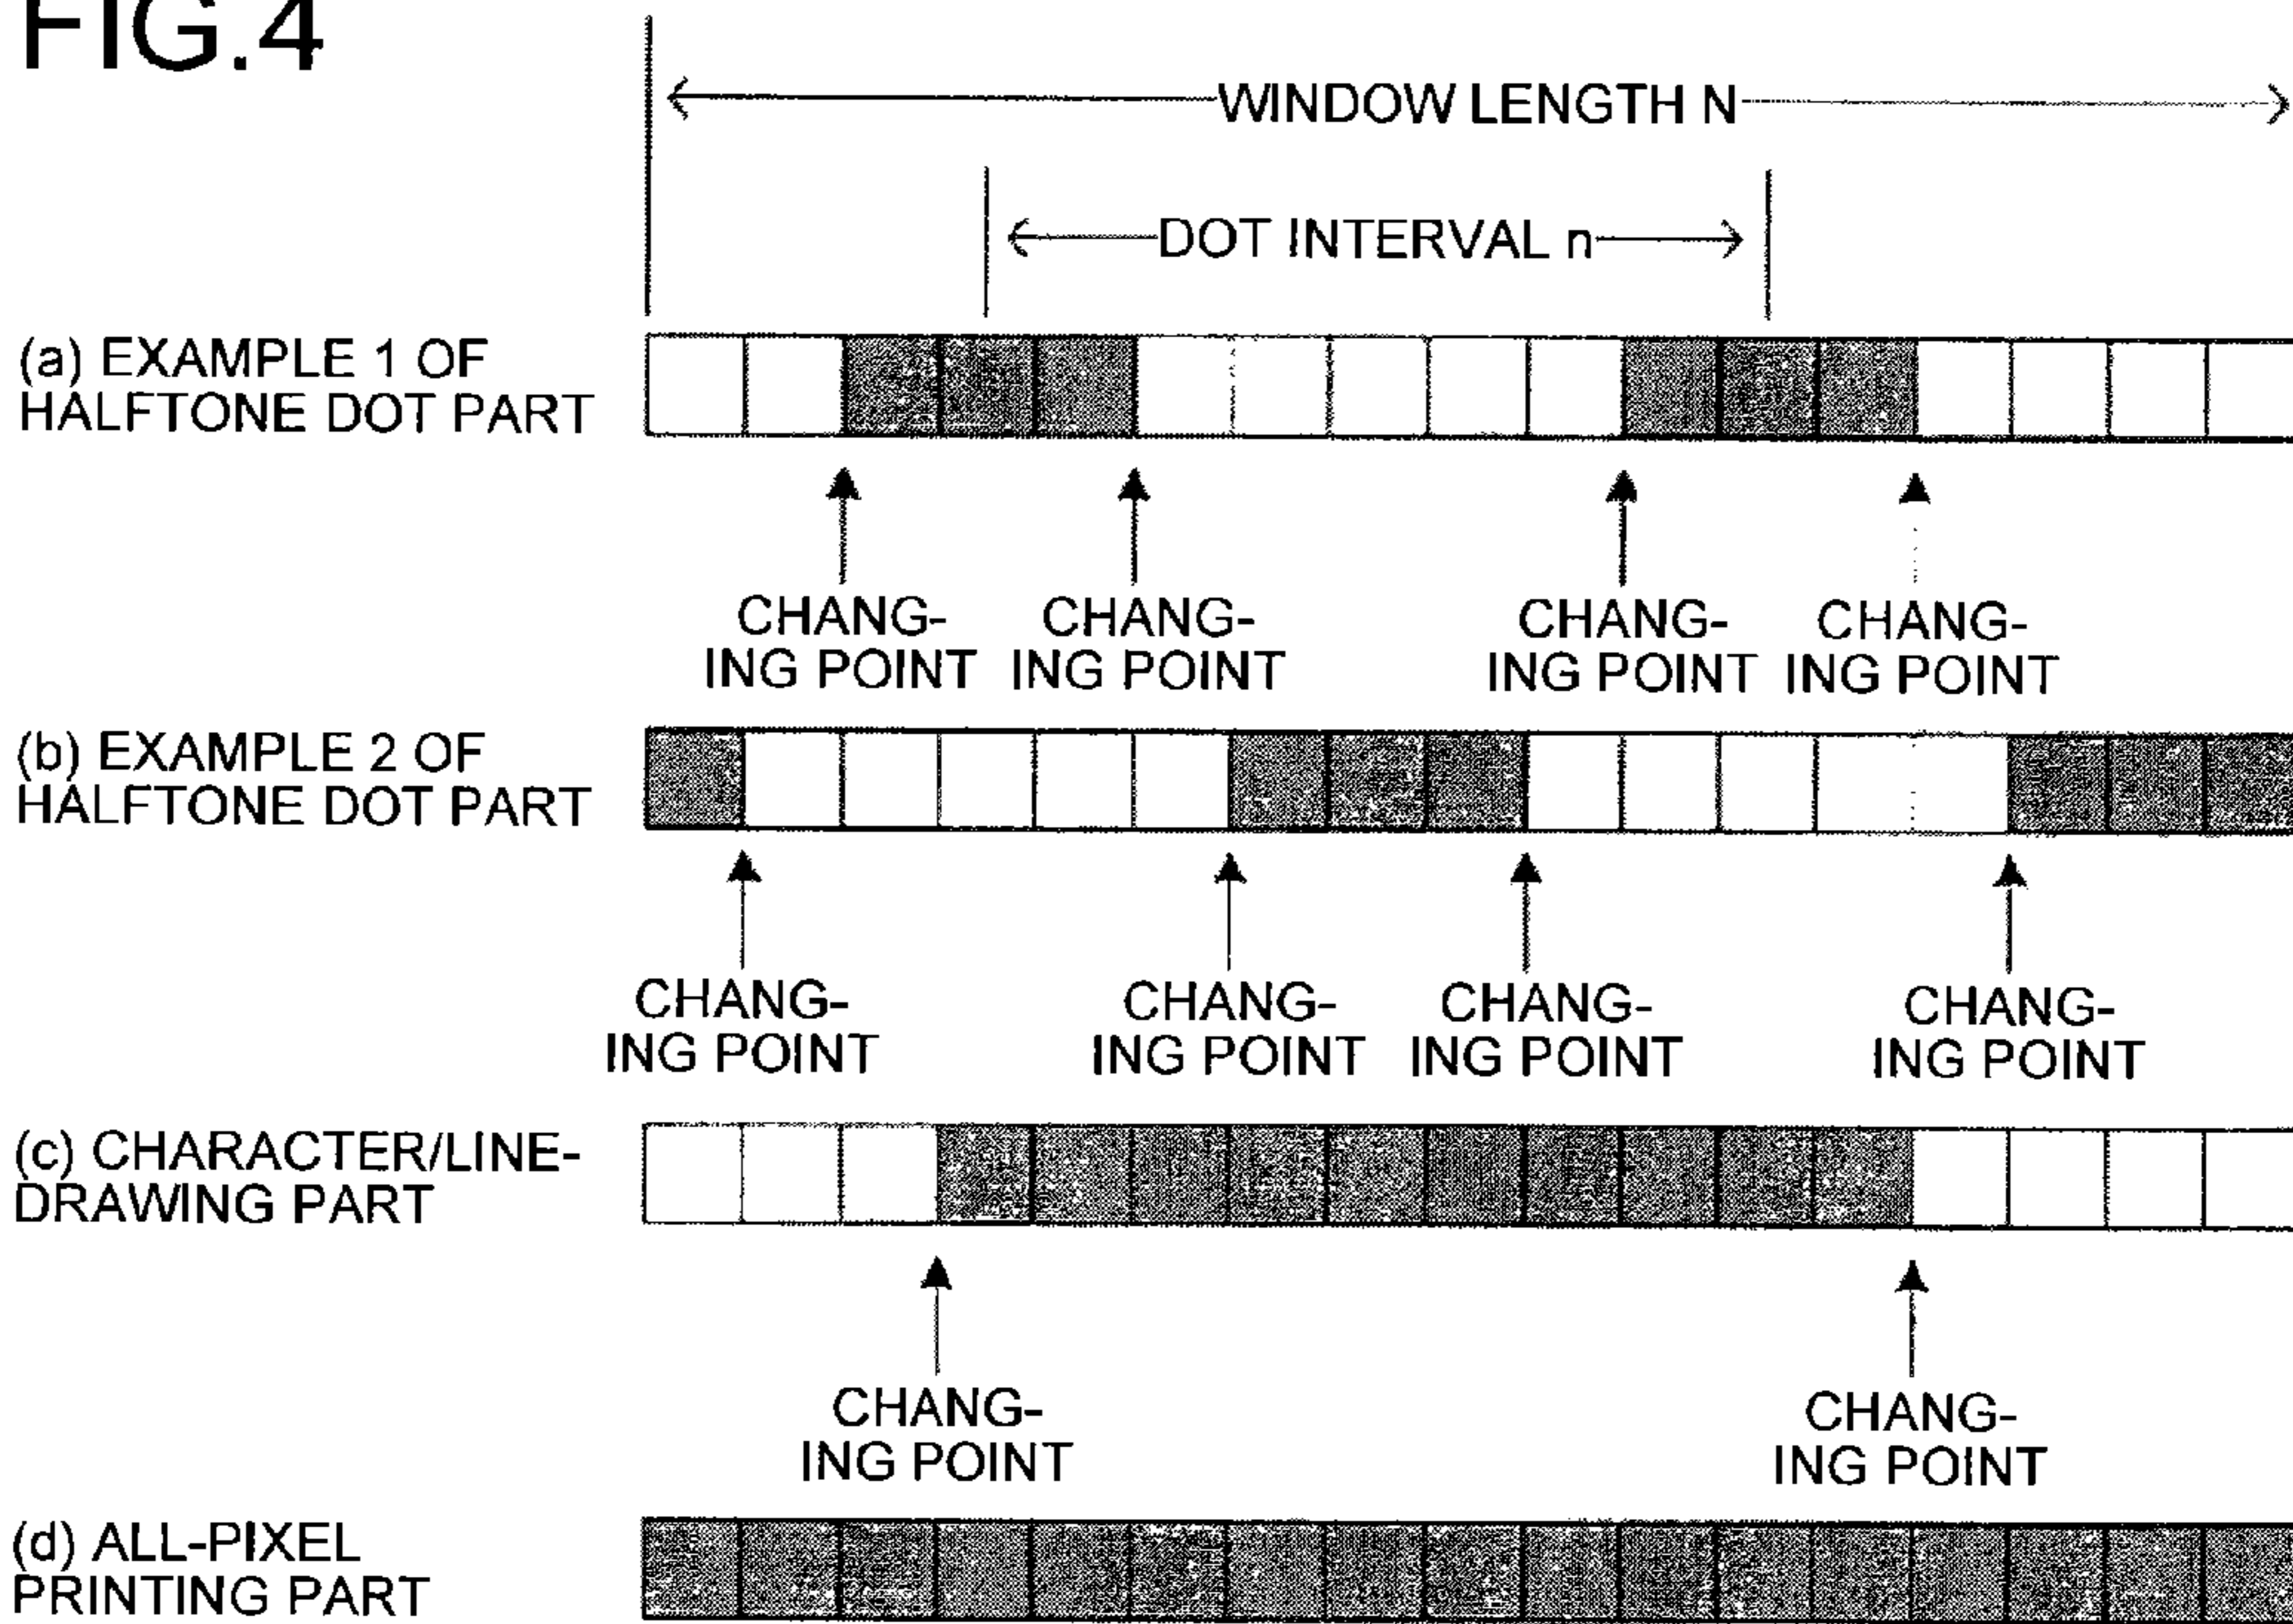 FIG.4
WINDOW LENGTH N
DOT INTERVAL n
(a) EXAMPLE 1 OF
HALFTONE DOT PART
CHANG-
ING POINT
CHANG-
ING POINT
CHANG-
ING POINT
CHANG-
ING POINT
(b) EXAMPLE 2 OF
HALFTONE DOT PART
CHANG-
ING POINT
CHANG-
ING POINT
CHANG-
ING POINT
CHANG-
ING POINT
(c) CHARACTER/LINE-
DRAWING PART
CHANG-
ING POINT
CHANG-
ING POINT
(d) ALL-PIXEL
PRINTING PART